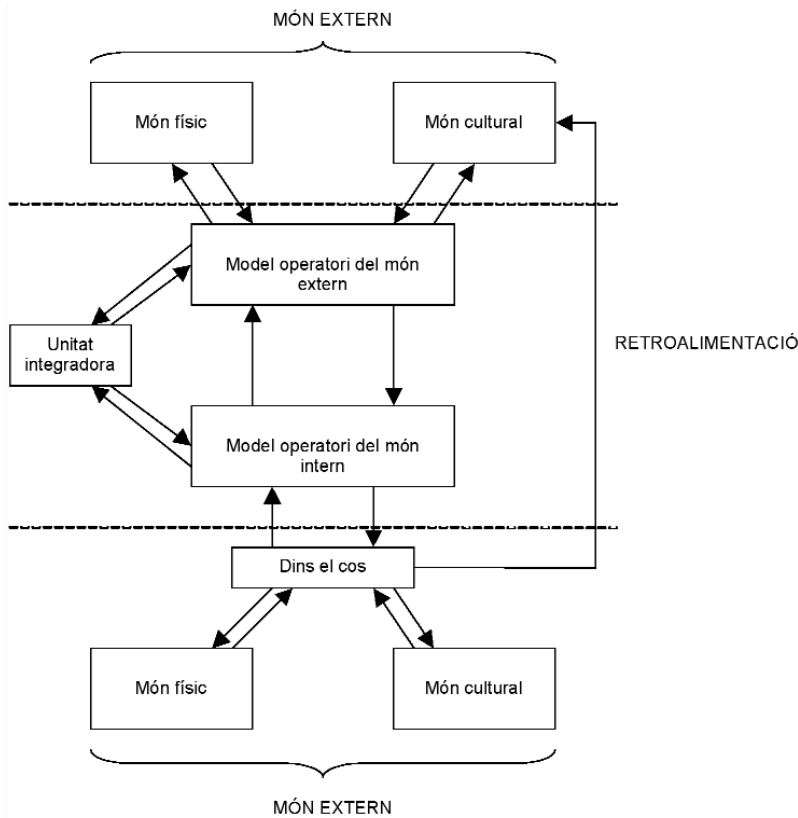 MÓN EXTERN
Món físic
Món cultural
Model operatori del món
extern
Unitat
integradora
RETROALIMENTACIÓ
Model operatori del món
intern
Dins el cos
Món físic
Món cultural
MÓN EXTERN